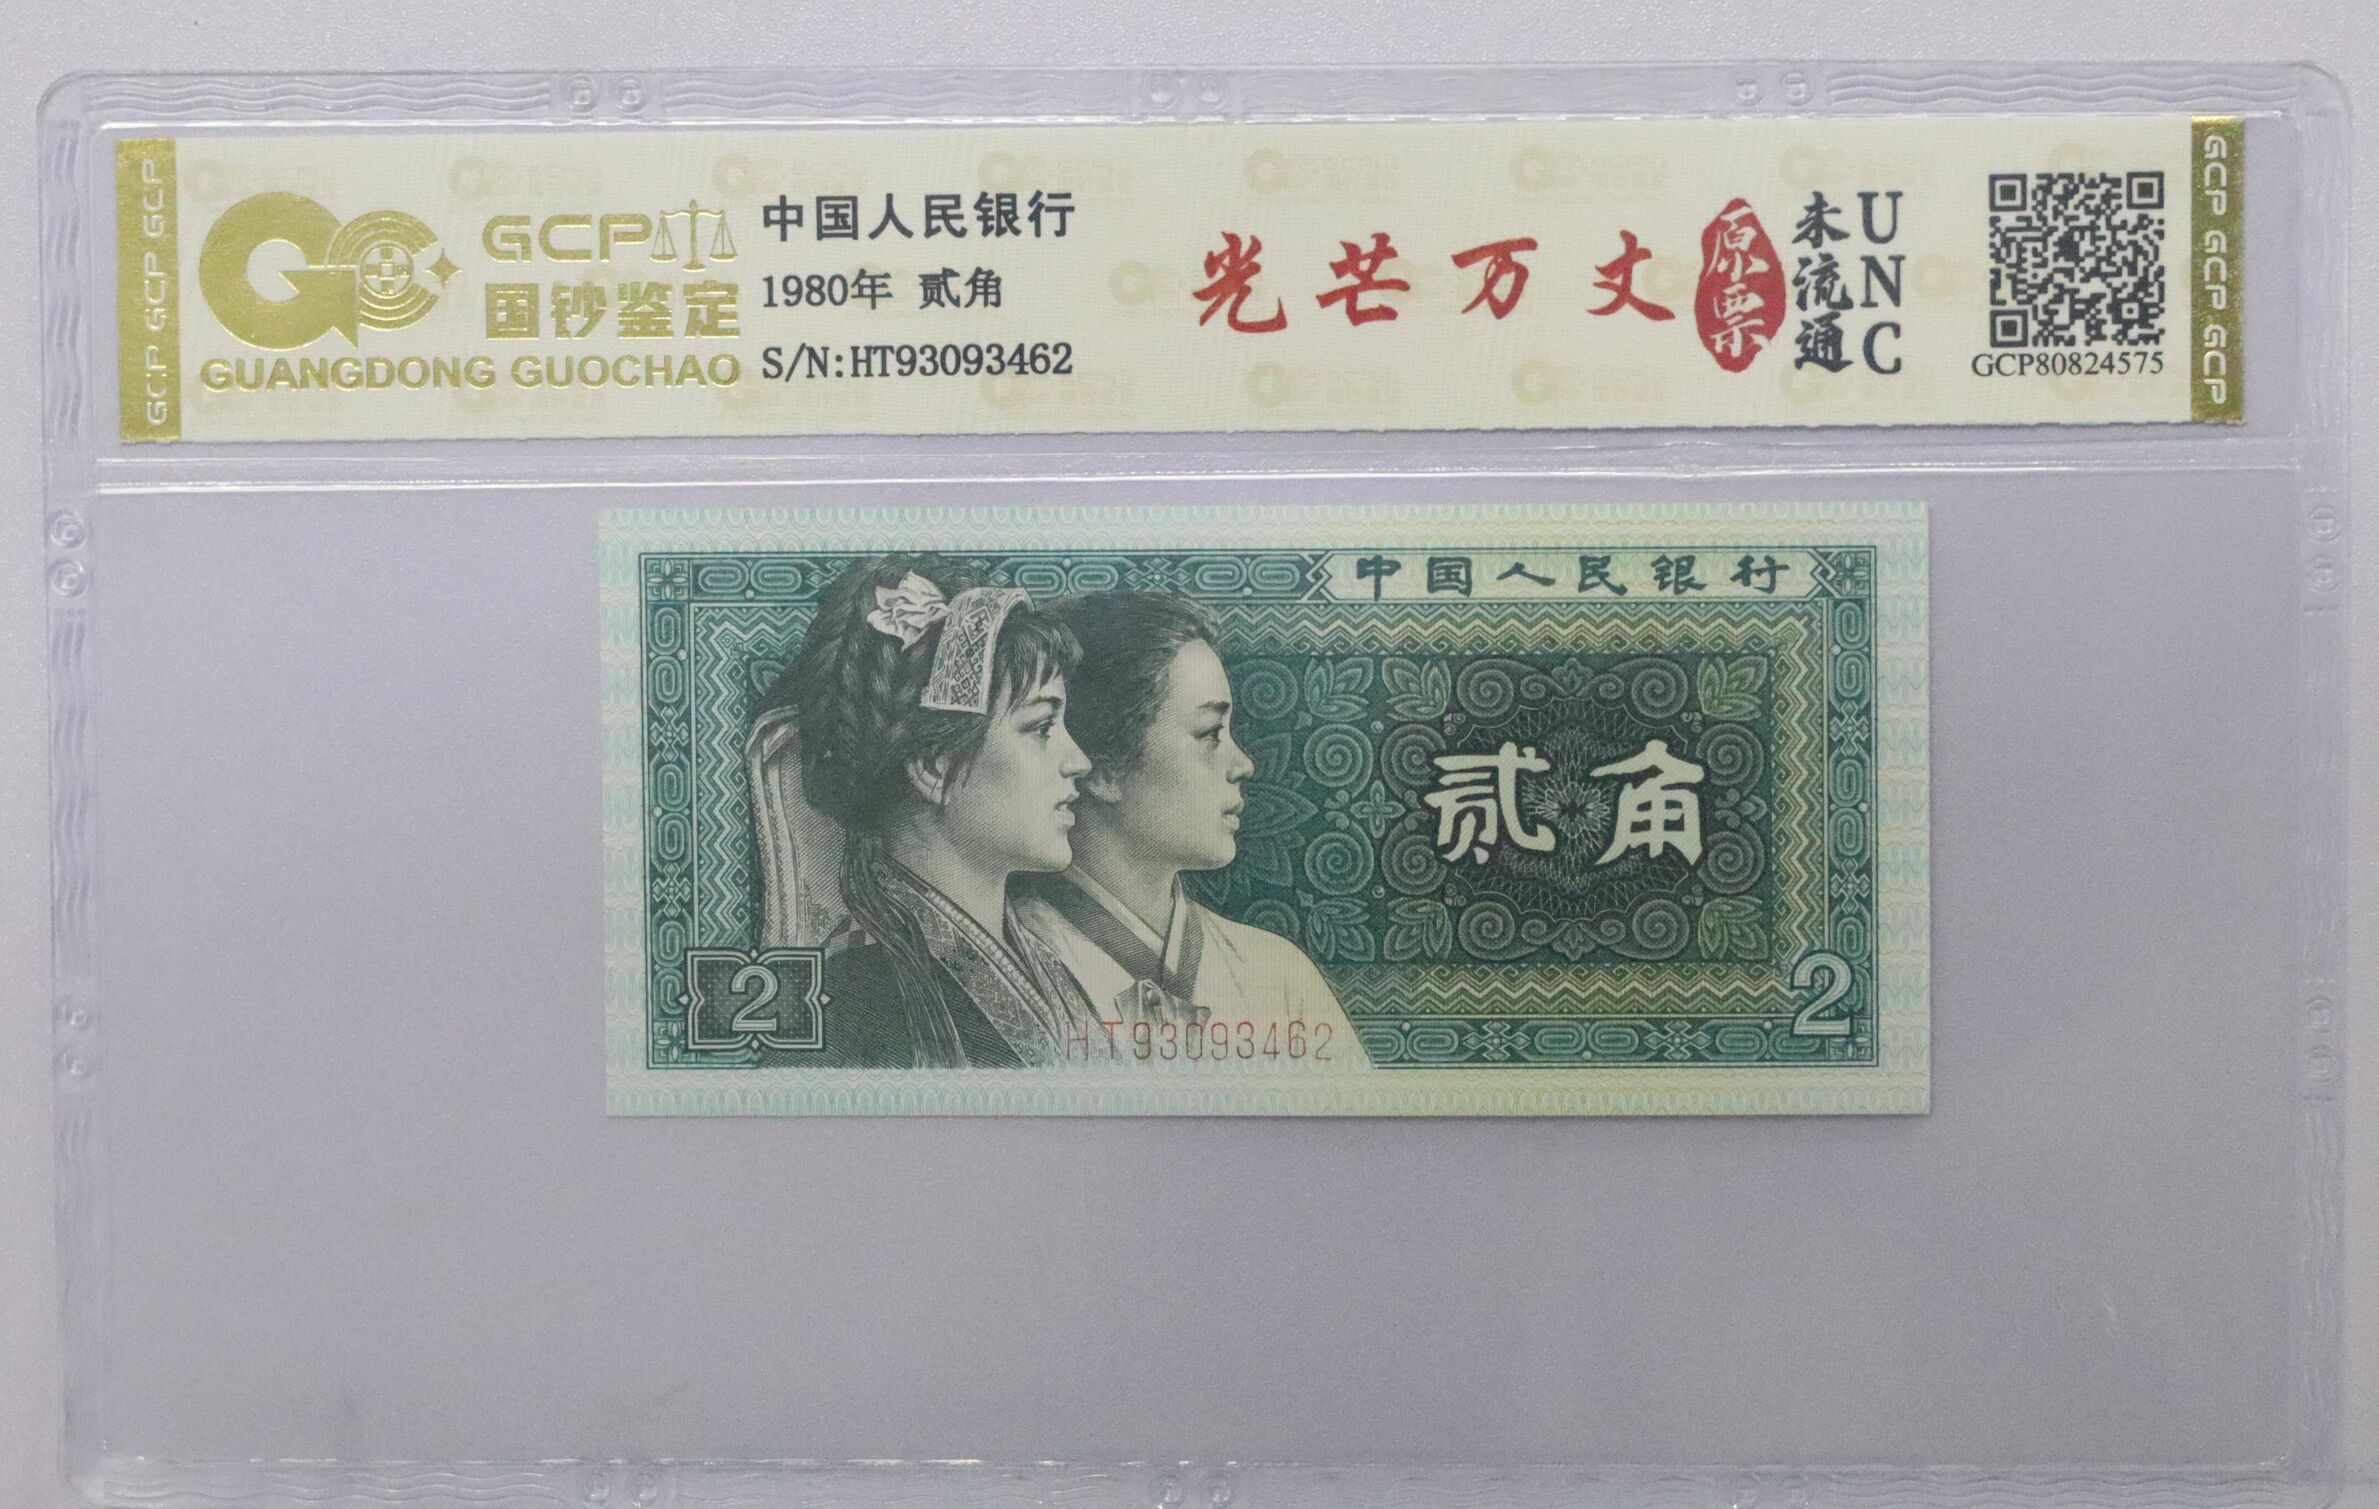 GCP GCP GCP
GCP
国钞鉴定
GUANGDONG GUOCHAO
中国人民银行
1980年 贰角
S/N:HT93093462
光芒万丈
原票
未流通
UNC
GCP80824575
GCP GCP GCP
中国人民银行
贰角
2
HT93093462
2